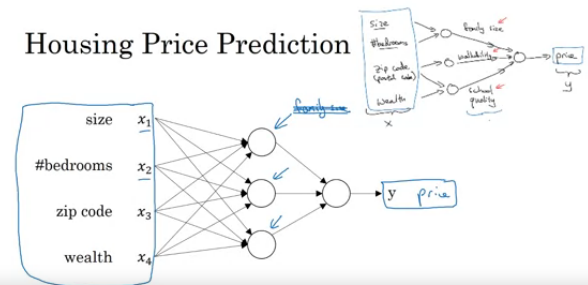 Housing Price Prediction
size
#bedrooms
zip code
(postal code)
wealth
x
family size
walkability
school
quality
price
y
size x₁
#bedrooms x₂
zip code x₃
wealth x₄
family size
y price